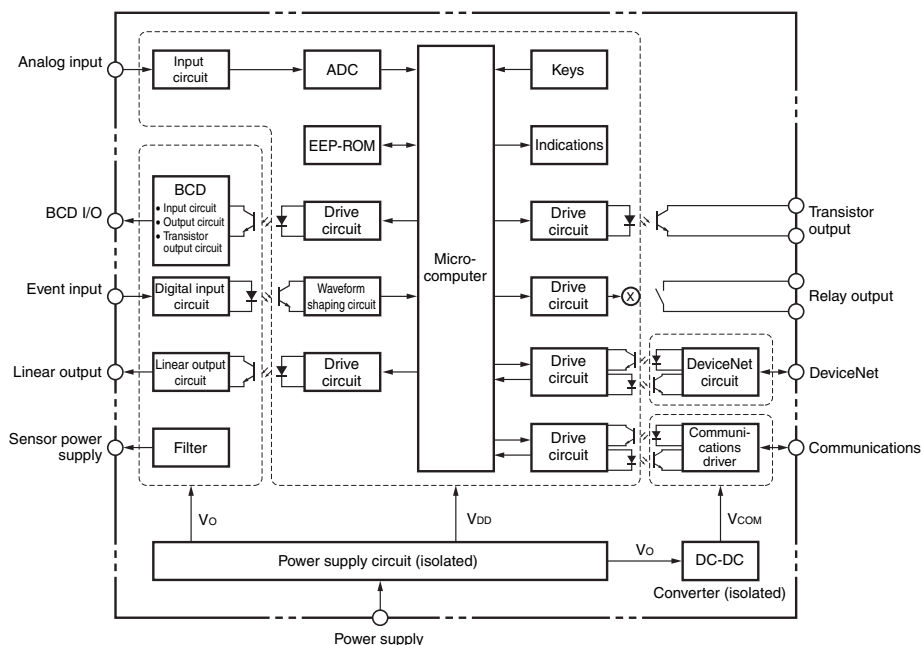 Analog input
Input
circuit
ADC
Keys
EEP-ROM
Indications
BCD I/O
BCD
• Input circuit
• Output circuit
• Transistor
output circuit
Drive
circuit
Micro-
computer
Drive
circuit
Transistor
output
Event input
Digital input
circuit
Waveform
shaping circuit
Drive
circuit
X
Relay output
Linear output
Linear output
circuit
Drive
circuit
Drive
circuit
DeviceNet
circuit
DeviceNet
Sensor power
supply
Filter
Drive
circuit
Communi-
cations
driver
Communications
VO
VDD
VCOM
Power supply circuit (isolated)
VO
DC-DC
Converter (isolated)
Power supply